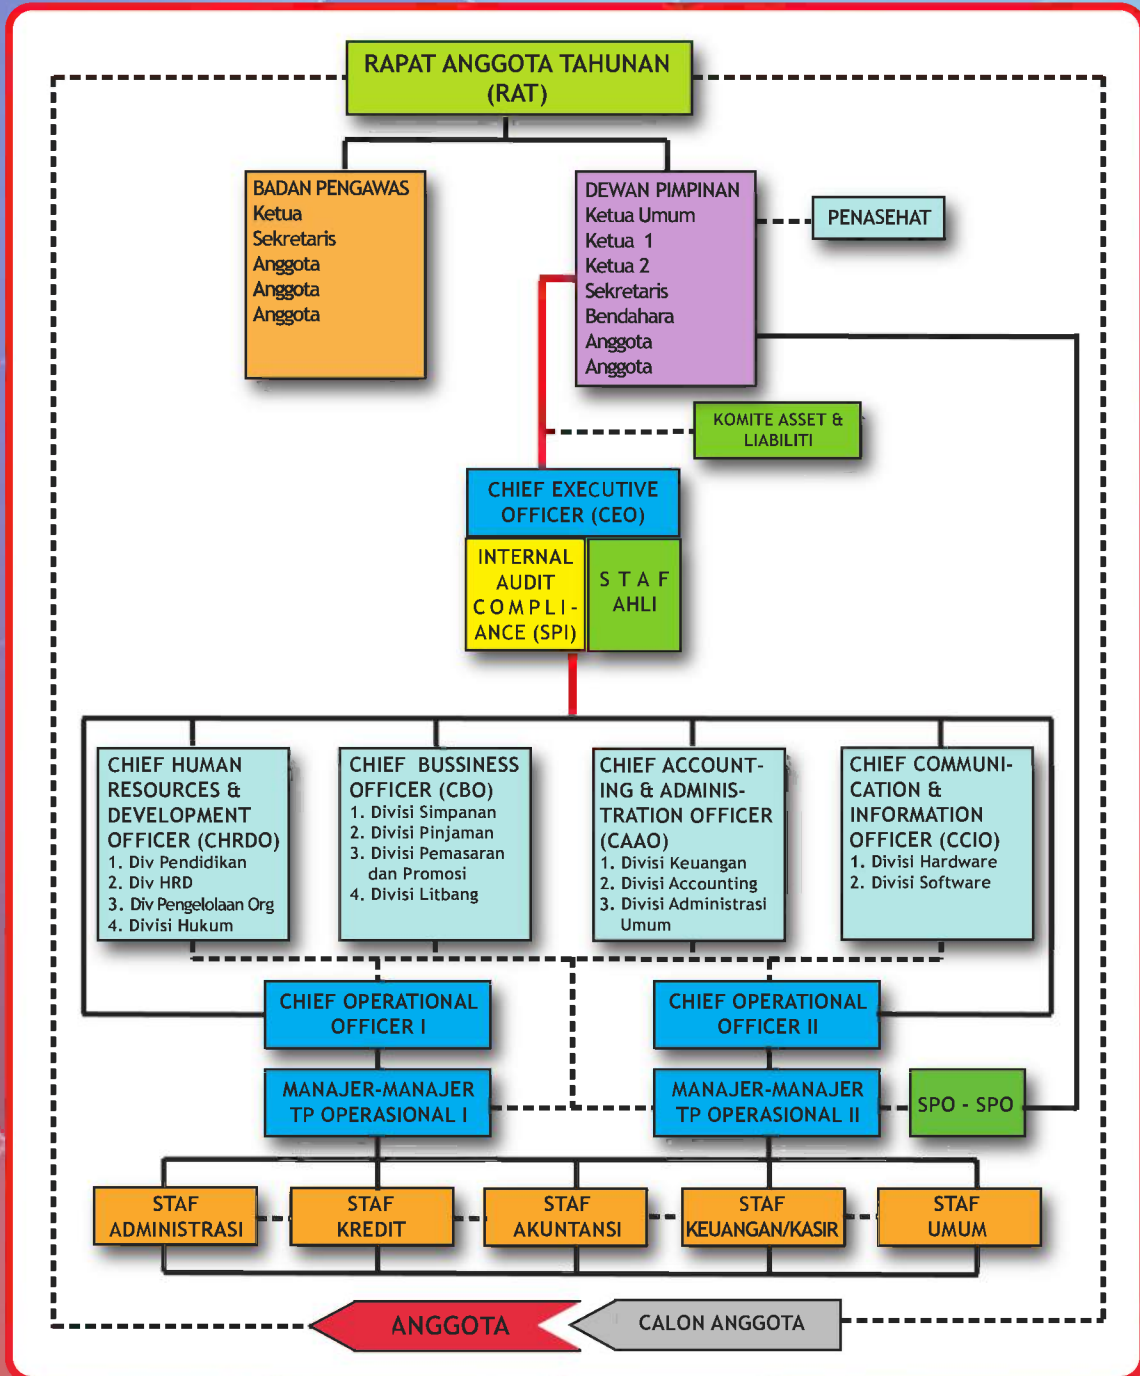 RAPAT ANGGOTA TAHUNAN
(RAT)
BADAN PENGAWAS
Ketua
Sekretaris
Anggota
Anggota
Anggota
DEWAN PIMPINAN
Ketua Umum
Ketua 1
Ketua 2
Sekretaris
Bendahara
Anggota
Anggota
PENASEHAT
KOMITE ASSET &
LIABILITI
CHIEF EXECUTIVE
OFFICER (CEO)
INTERNAL
AUDIT
COMPLI-
ANCE (SPI)
STAF
AHLI
CHIEF HUMAN
RESOURCES &
DEVELOPMENT
OFFICER (CHRDO)
1. Div Pendidikan
2. Div HRD
3. Div Pengelolaan Org
4. Divisi Hukum
CHIEF BUSSINESS
OFFICER (CBO)
1. Divisi Simpanan
2. Divisi Pinjaman
3. Divisi Pemasaran
dan Promosi
4. Divisi Litbang
CHIEF ACCOUNT-
ING & ADMINIS-
TRATION OFFICER
(CAAO)
1. Divisi Keuangan
2. Divisi Accounting
3. Divisi Administrasi
Umum
CHIEF COMMUNI-
CATION &
INFORMATION
OFFICER (CCIO)
1. Divisi Hardware
2. Divisi Software
CHIEF OPERATIONAL
OFFICER I
CHIEF OPERATIONAL
OFFICER II
MANAJER-MANAJER
TP OPERASIONAL I
MANAJER-MANAJER
TP OPERASIONAL II
SPO - SPO
STAF
ADMINISTRASI
STAF
KREDIT
STAF
AKUNTANSI
STAF
KEUANGAN/KASIR
STAF
UMUM
ANGGOTA
CALON ANGGOTA